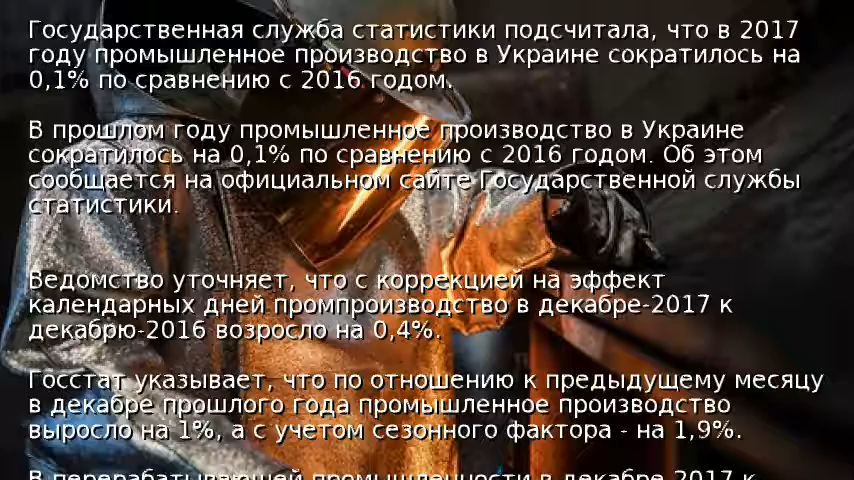 Государственная служба статистики подсчитала, что в 2017
году промышленное производство в Украине сократилось на
0,1% по сравнению с 2016 годом.
В прошлом году промышленное производство в Украине
сократилось на 0,1% по сравнению с 2016 годом. Об этом
сообщается на официальном сайте Государственной службы
статистики.
Ведомство уточняет, что с коррекцией на эффект
календарных дней промпроизводство в декабре-2017 к
декабрю-2016 возросло на 0,4%.
Госстат указывает, что по отношению к предыдущему месяцу
в декабре прошлого года промышленное производство
выросло на 1%, а с учетом сезонного фактора - на 1,9%.
В перерабатывающей промышленности в декабре 2017 к